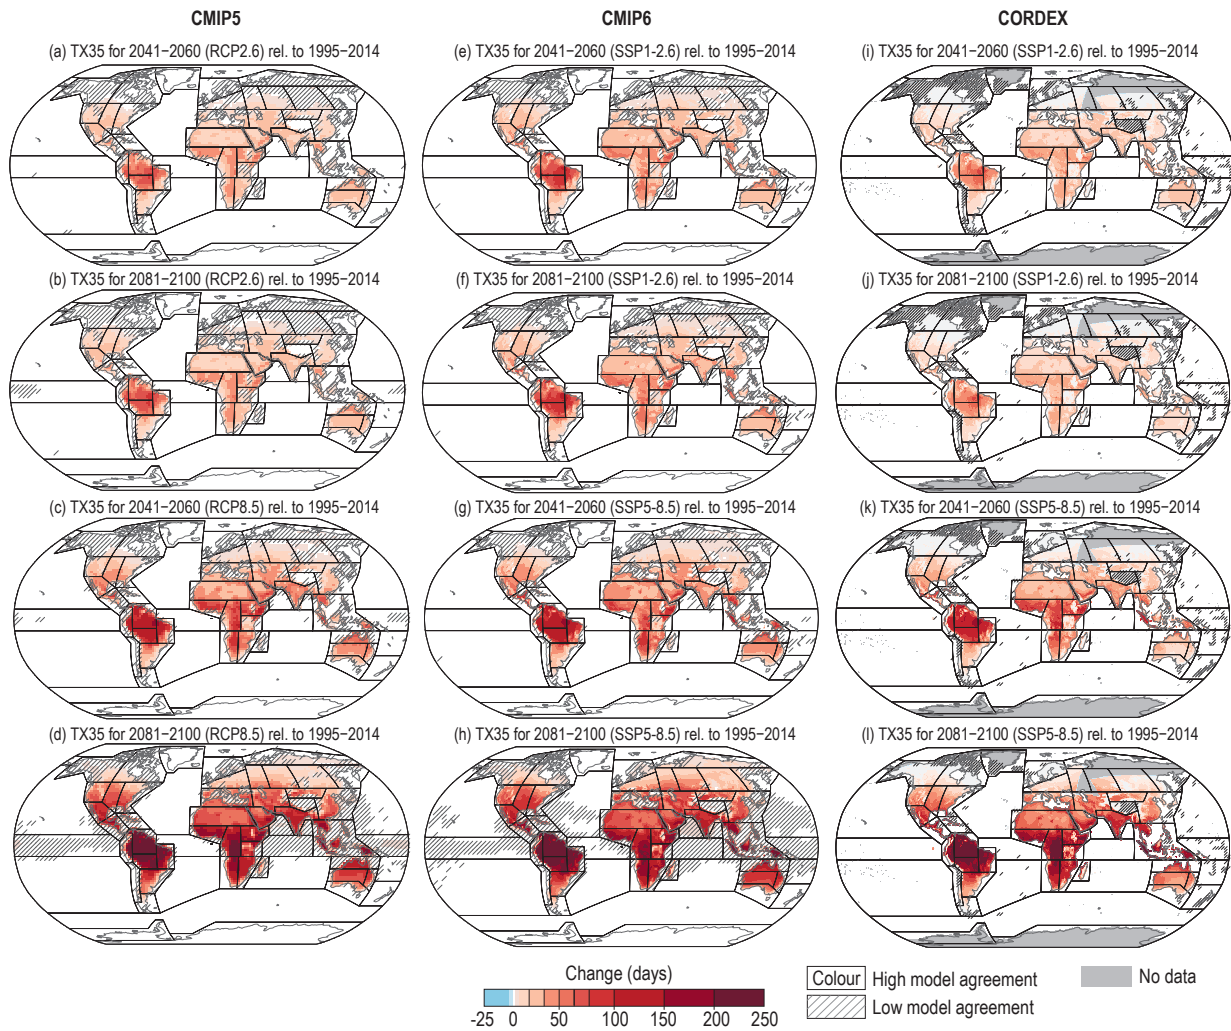 CMIP5
CMIP6
CORDEX
(a) TX35 for 2041−2060 (RCP2.6) rel. to 1995−2014
(e) TX35 for 2041−2060 (SSP1-2.6) rel. to 1995−2014
(i) TX35 for 2041−2060 (SSP1-2.6) rel. to 1995−2014
(b) TX35 for 2081−2100 (RCP2.6) rel. to 1995−2014
(f) TX35 for 2081−2100 (SSP1-2.6) rel. to 1995−2014
(j) TX35 for 2081−2100 (SSP1-2.6) rel. to 1995−2014
(c) TX35 for 2041−2060 (RCP8.5) rel. to 1995−2014
(g) TX35 for 2041−2060 (SSP5-8.5) rel. to 1995−2014
(k) TX35 for 2041−2060 (SSP5-8.5) rel. to 1995−2014
(d) TX35 for 2081−2100 (RCP8.5) rel. to 1995−2014
(h) TX35 for 2081−2100 (SSP5-8.5) rel. to 1995−2014
(l) TX35 for 2081−2100 (SSP5-8.5) rel. to 1995−2014
Change (days)
-25 0 50 100 150 200 250
Colour High model agreement
Low model agreement
No data